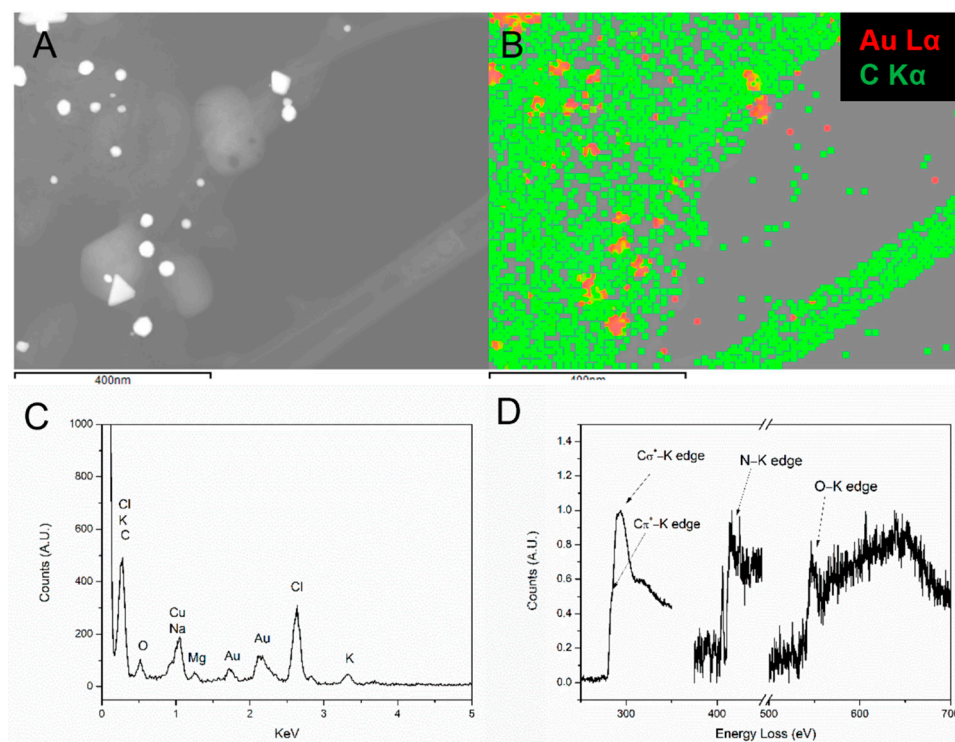 A
400nm
B
Au Lα
C Kα
400nm
C
1000
800
600
400
200
0
Counts (A.U.)
Cl
K
C
O
Cu
Na
Mg
Au
Au
Cl
K
0
1
2
3
4
5
KeV
D
1.4
1.2
1.0
0.8
0.6
0.4
0.2
0.0
Counts (A.U.)
Cσ*–K edge
Cπ*–K edge
N–K edge
O–K edge
300
400
500
600
700
Energy Loss (eV)